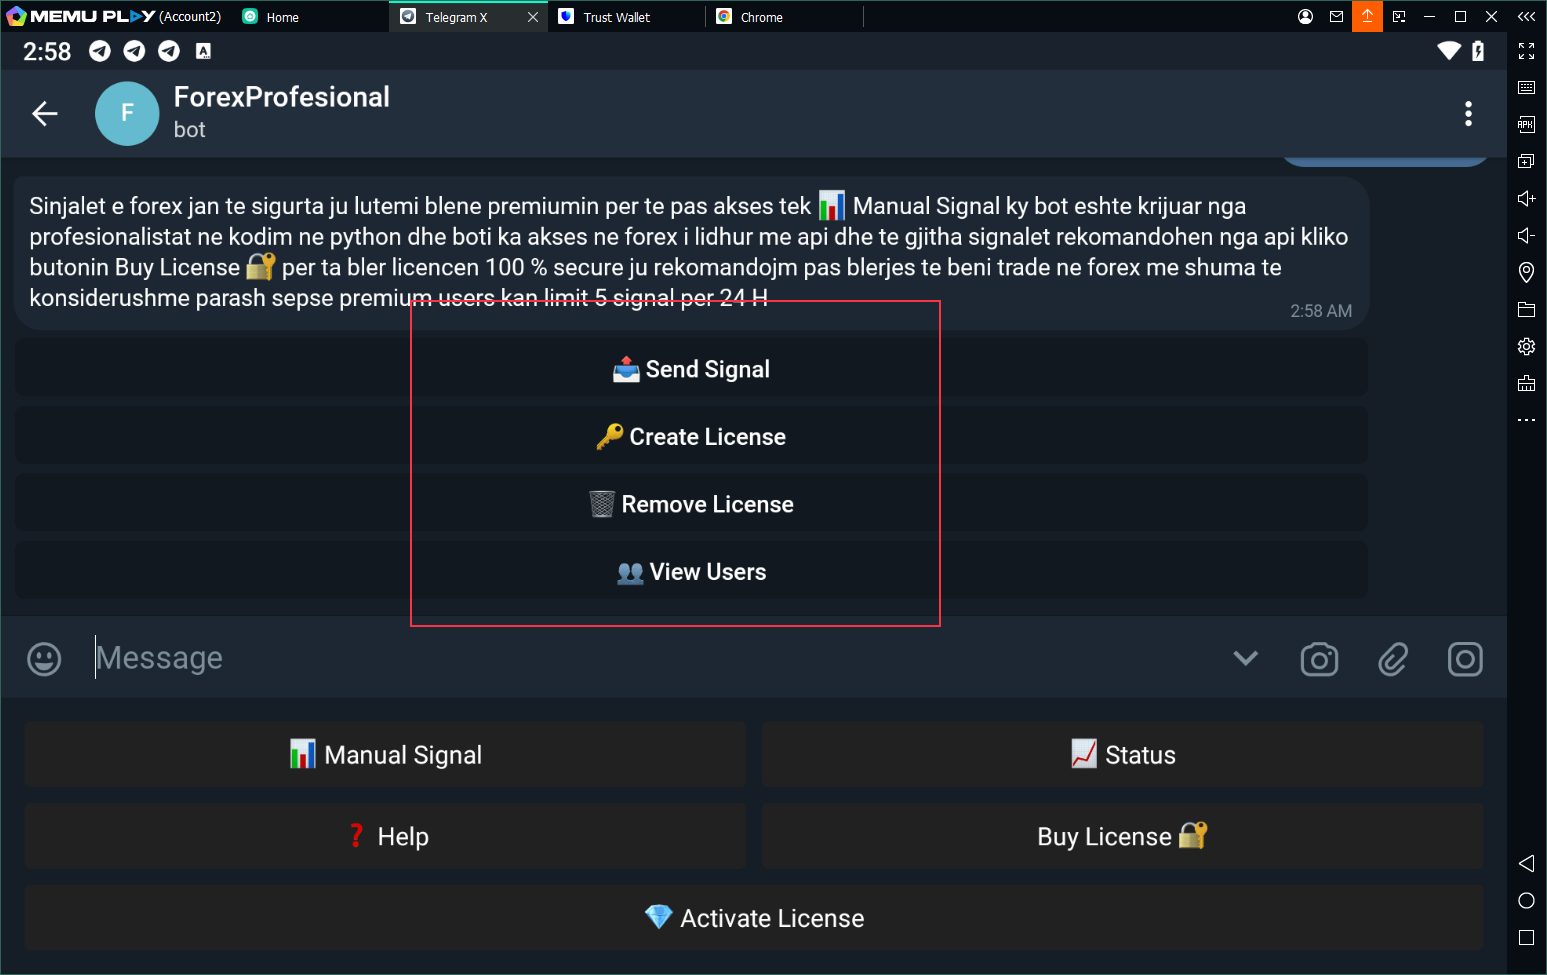 MEMU PLAY (Account2)
Home
Telegram X
Trust Wallet
Chrome
2:58
A
F
ForexProfesional
bot
Sinjalet e forex jan te sigurta ju lutemi blene premiumin per te pas akses tek 📊 Manual Signal ky bot eshte krijuar nga
profesionalistat ne kodim ne python dhe boti ka akses ne forex i lidhur me api dhe te gjitha signalet rekomandohen nga api kliko
butonin Buy License 🔐 per ta bler licencen 100 % secure ju rekomandojm pas blerjes te beni trade ne forex me shuma te
konsiderushme parash sepse premium users kan limit 5 signal per 24 H
2:58 AM
📤 Send Signal
🔑 Create License
🗑️ Remove License
👥 View Users
Message
📊 Manual Signal
📈 Status
❓ Help
Buy License 🔐
💎 Activate License
APK